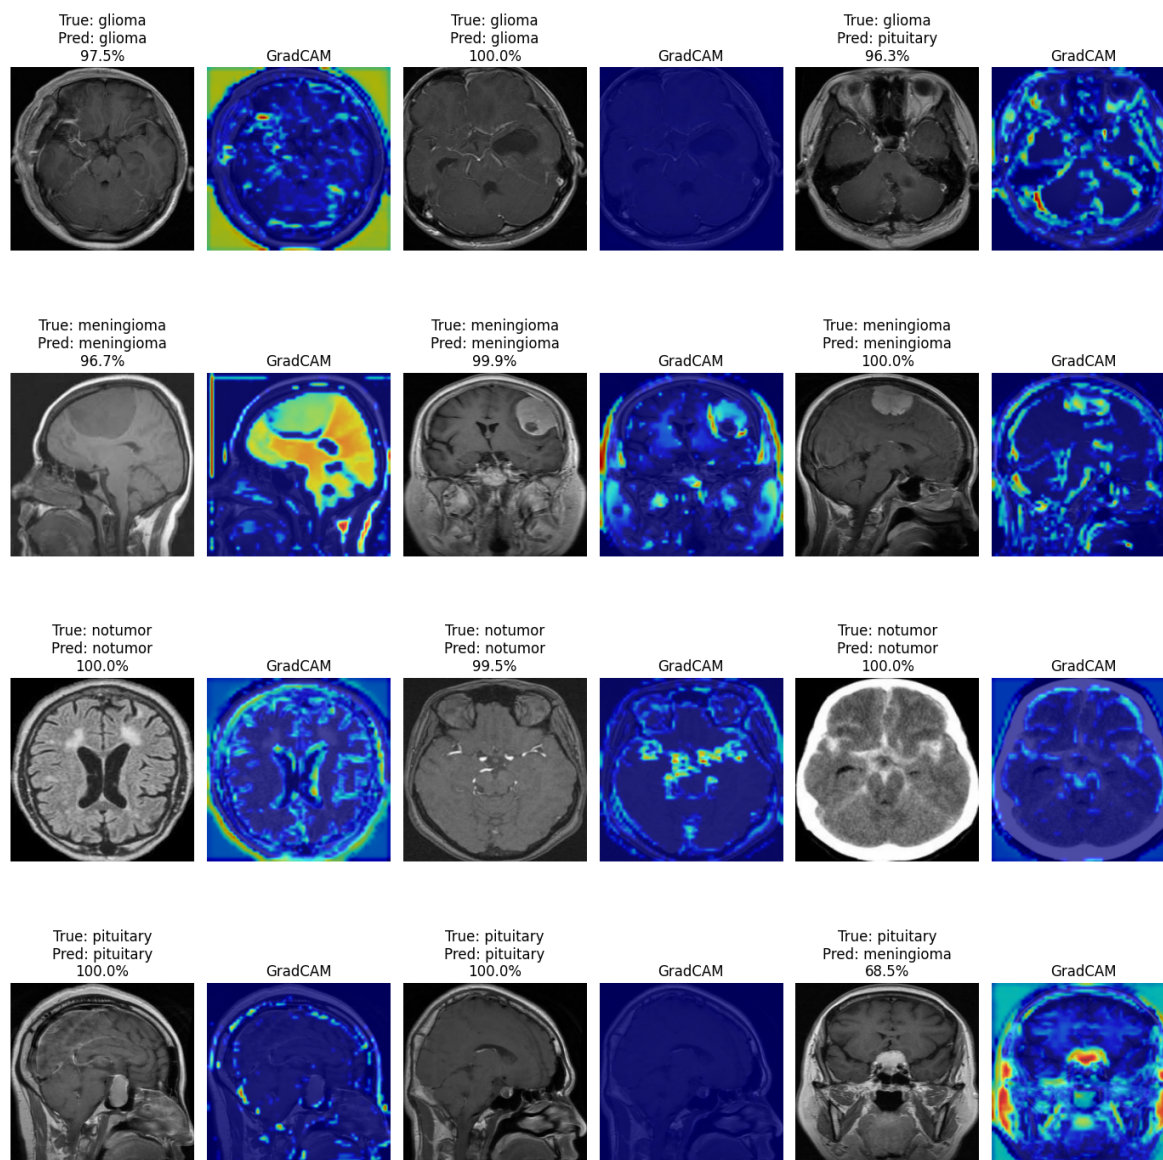 True: glioma
Pred: glioma
97.5%
GradCAM
True: glioma
Pred: glioma
100.0%
GradCAM
True: glioma
Pred: pituitary
96.3%
GradCAM
True: meningioma
Pred: meningioma
96.7%
GradCAM
True: meningioma
Pred: meningioma
99.9%
GradCAM
True: meningioma
Pred: meningioma
100.0%
GradCAM
True: notumor
Pred: notumor
100.0%
GradCAM
True: notumor
Pred: notumor
99.5%
GradCAM
True: notumor
Pred: notumor
100.0%
GradCAM
True: pituitary
Pred: pituitary
100.0%
GradCAM
True: pituitary
Pred: pituitary
100.0%
GradCAM
True: pituitary
Pred: meningioma
68.5%
GradCAM